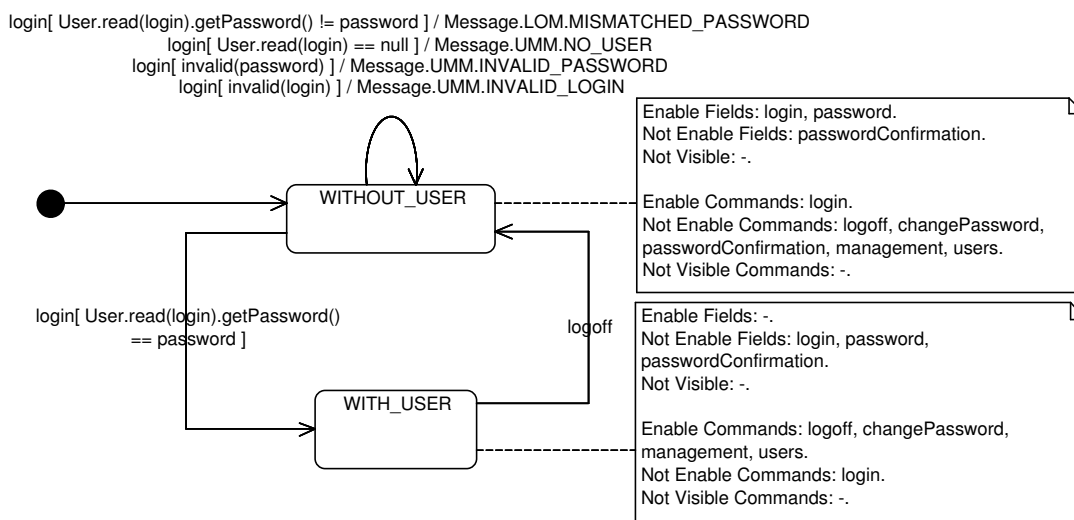 login[ User.read(login).getPassword() != password ] / Message.LOM.MISMATCHED_PASSWORD
login[ User.read(login) == null ] / Message.UMM.NO_USER
login[ invalid(password) ] / Message.UMM.INVALID_PASSWORD
login[ invalid(login) ] / Message.UMM.INVALID_LOGIN
Enable Fields: login, password.
Not Enable Fields: passwordConfirmation.
Not Visible: -.
Enable Commands: login.
Not Enable Commands: logoff, changePassword,
passwordConfirmation, management, users.
Not Visible Commands: -.
WITHOUT_USER
login[ User.read(login).getPassword()
== password ]
logoff
WITH_USER
Enable Fields: -.
Not Enable Fields: login, password,
passwordConfirmation.
Not Visible: -.
Enable Commands: logoff, changePassword,
management, users.
Not Enable Commands: login.
Not Visible Commands: -.